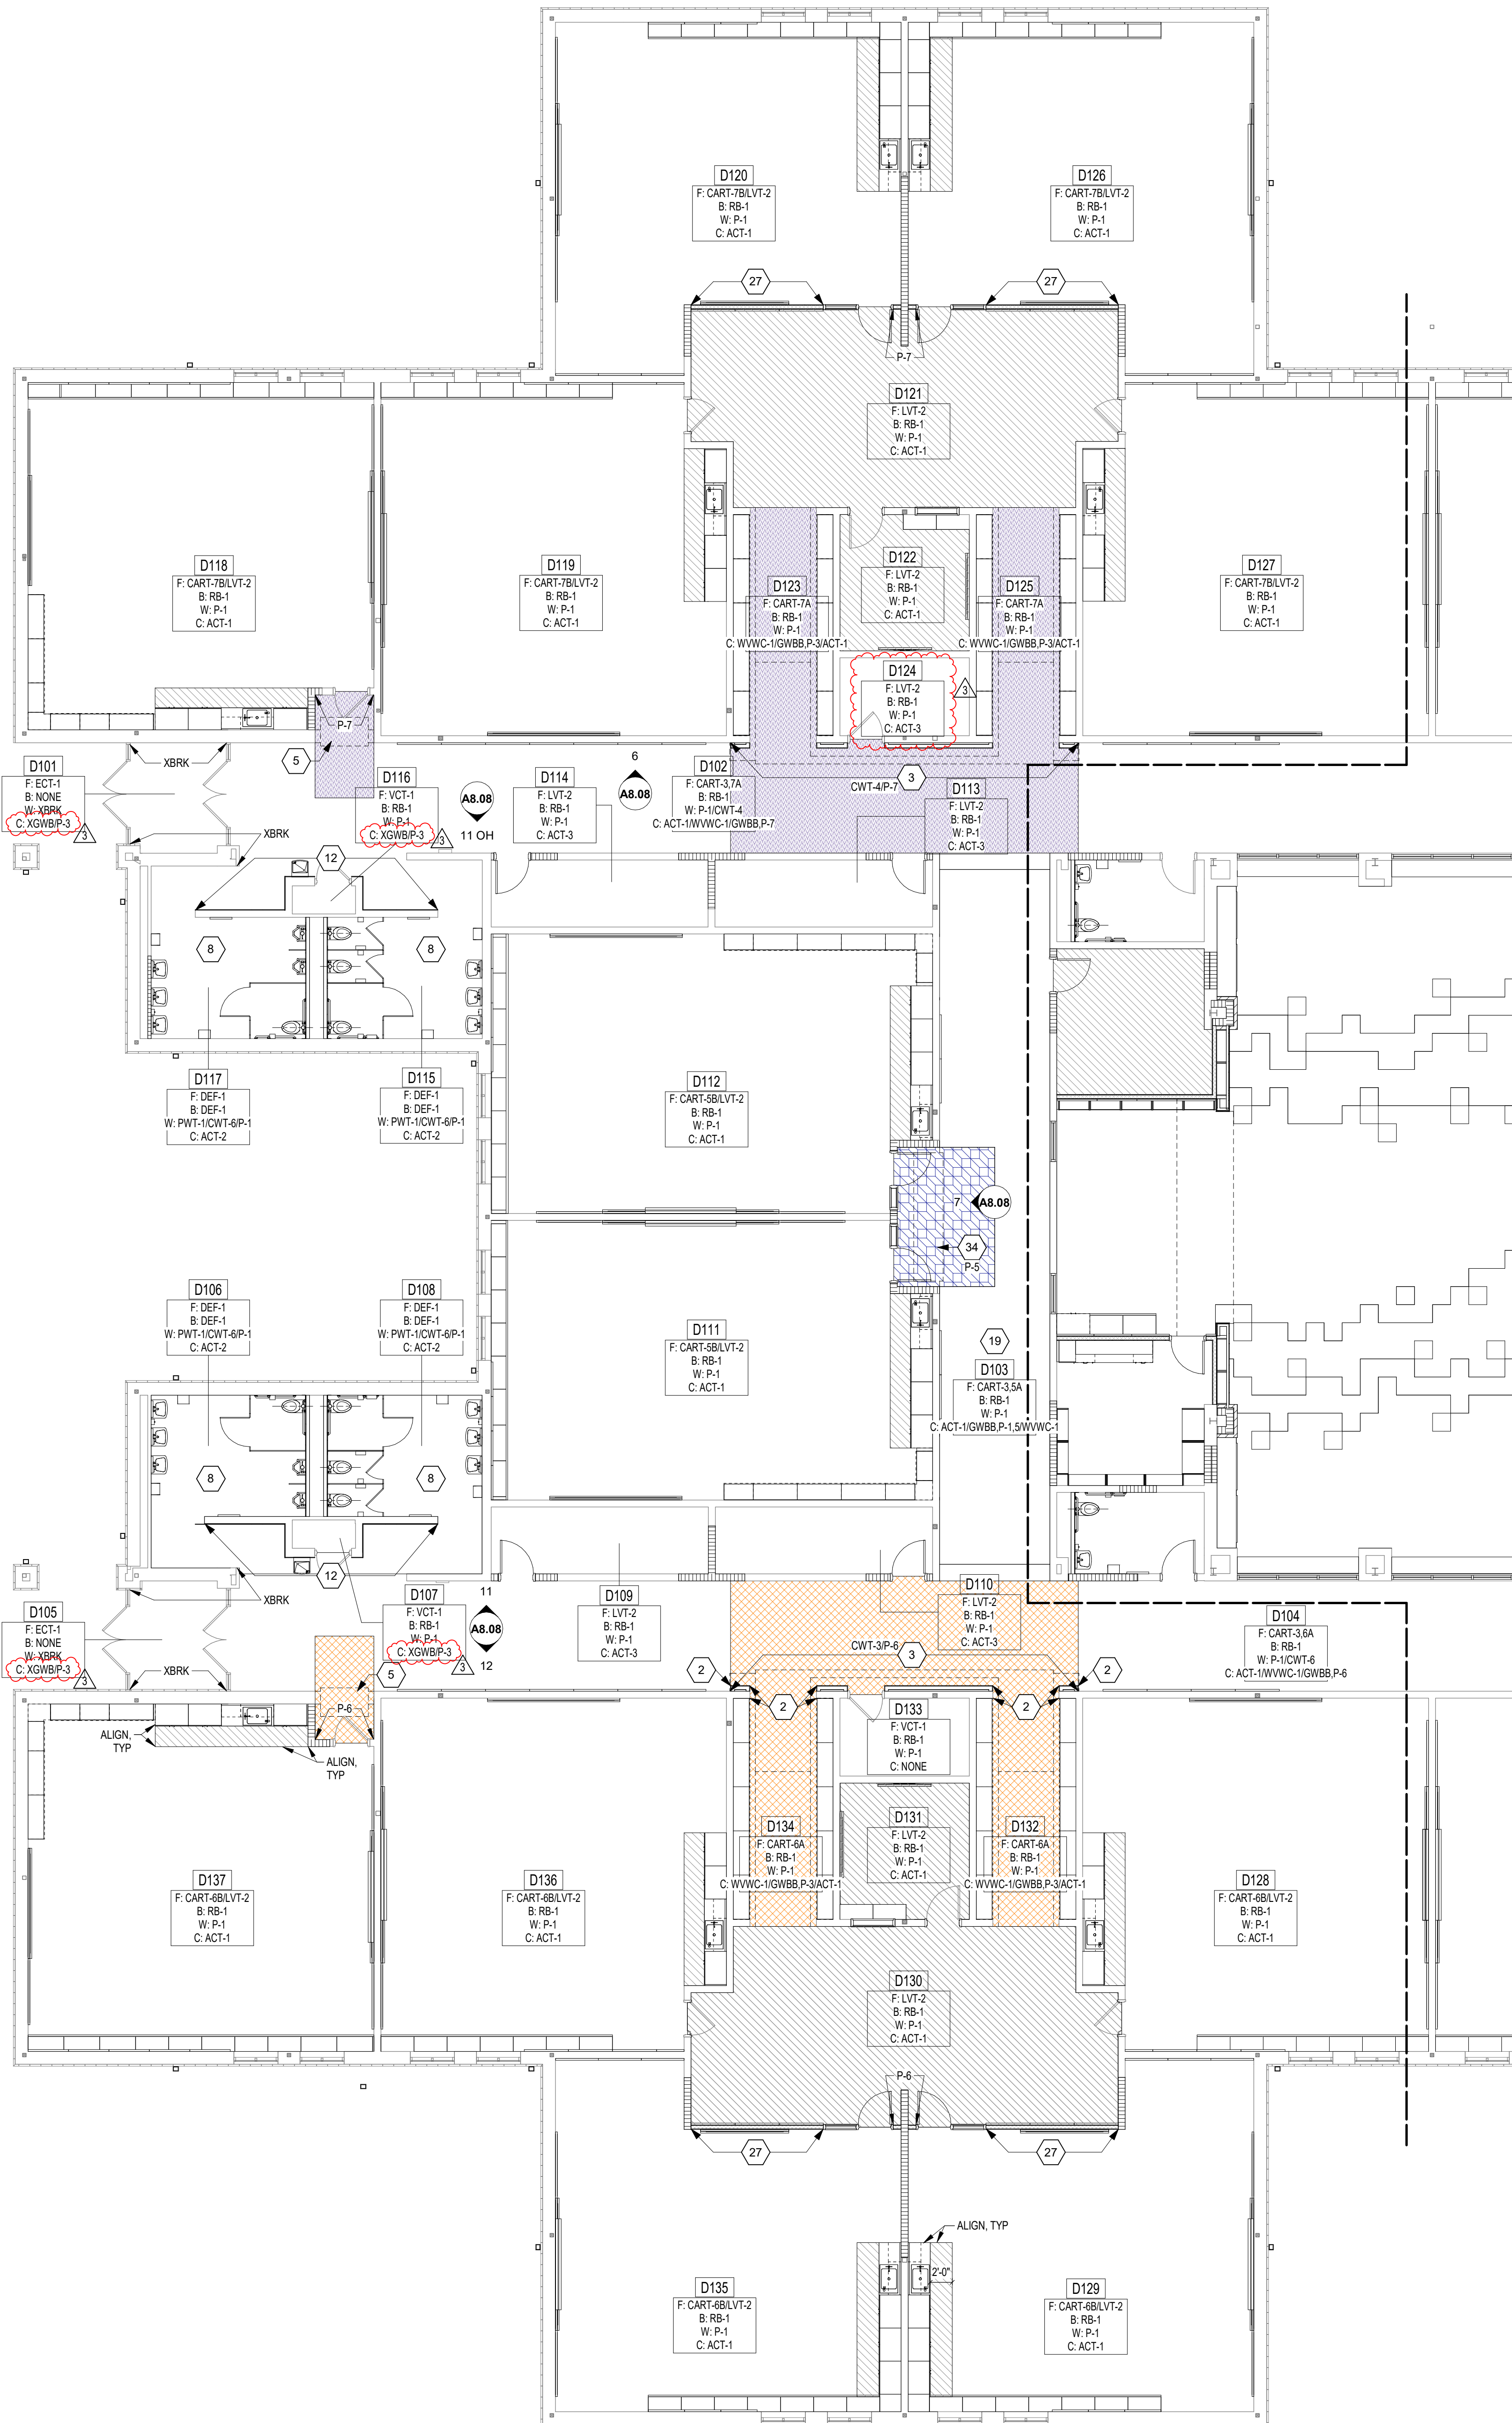 D120
F: CART-7B/LVT-2
B: RB-1
W: P-1
C: ACT-1
D126
F: CART-7B/LVT-2
B: RB-1
W: P-1
C: ACT-1
27
27
P-7
D121
F: LVT-2
B: RB-1
W: P-1
C: ACT-1
D118
F: CART-7B/LVT-2
B: RB-1
W: P-1
C: ACT-1
D119
F: CART-7B/LVT-2
B: RB-1
W: P-1
C: ACT-1
D123
F: CART-7A
B: RB-1
W: P-1
C: WVWC-1/GWBB,P-3/ACT-1
D122
F: LVT-2
B: RB-1
W: P-1
C: ACT-1
D125
F: CART-7A
B: RB-1
W: P-1
C: WVWC-1/GWBB,P-3/ACT-1
D127
F: CART-7B/LVT-2
B: RB-1
W: P-1
C: ACT-1
D124
F: LVT-2
B: RB-1
W: P-1
C: ACT-3
3
P-7
5
XBRK
D101
F: ECT-1
B: NONE
W: XBRK
C: XGWB/P-3
3
D116
F: VCT-1
B: RB-1
W: P-1
C: XGWB/P-3
3
A8.08
11 OH
D114
F: LVT-2
B: RB-1
W: P-1
C: ACT-3
6
A8.08
D102
F: CART-3,7A
B: RB-1
W: P-1/CWT-4
C: ACT-1/WVWC-1/GWBB,P-7
3
CWT-4/P-7
D113
F: LVT-2
B: RB-1
W: P-1
C: ACT-3
XBRK
12
8
8
D117
F: DEF-1
B: DEF-1
W: PWT-1/CWT-6/P-1
C: ACT-2
D115
F: DEF-1
B: DEF-1
W: PWT-1/CWT-6/P-1
C: ACT-2
D112
F: CART-5B/LVT-2
B: RB-1
W: P-1
C: ACT-1
7
A8.08
34
P-5
D106
F: DEF-1
B: DEF-1
W: PWT-1/CWT-6/P-1
C: ACT-2
D108
F: DEF-1
B: DEF-1
W: PWT-1/CWT-6/P-1
C: ACT-2
D111
F: CART-5B/LVT-2
B: RB-1
W: P-1
C: ACT-1
19
D103
F: CART-3,5A
B: RB-1
W: P-1
C: ACT-1/GWBB,P-1,5/WVWC-1
8
8
12
XBRK
D105
F: ECT-1
B: NONE
W: XBRK
C: XGWB/P-3
3
XBRK
D107
F: VCT-1
B: RB-1
W: P-1
C: XGWB/P-3
3
11
A8.08
12
D109
F: LVT-2
B: RB-1
W: P-1
C: ACT-3
D110
F: LVT-2
B: RB-1
W: P-1
C: ACT-3
CWT-3/P-6
3
D104
F: CART-3,6A
B: RB-1
W: P-1/CWT-6
C: ACT-1/WVWC-1/GWBB,P-6
5
2
2
2
2
P-6
ALIGN,
TYP
ALIGN,
TYP
D133
F: VCT-1
B: RB-1
W: P-1
C: NONE
D134
F: CART-6A
B: RB-1
W: P-1
C: WVWC-1/GWBB,P-3/ACT-1
D131
F: LVT-2
B: RB-1
W: P-1
C: ACT-1
D132
F: CART-6A
B: RB-1
W: P-1
C: WVWC-1/GWBB,P-3/ACT-1
D137
F: CART-6B/LVT-2
B: RB-1
W: P-1
C: ACT-1
D136
F: CART-6B/LVT-2
B: RB-1
W: P-1
C: ACT-1
D128
F: CART-6B/LVT-2
B: RB-1
W: P-1
C: ACT-1
D130
F: LVT-2
B: RB-1
W: P-1
C: ACT-1
P-6
27
27
ALIGN, TYP
2'-0"
D135
F: CART-6B/LVT-2
B: RB-1
W: P-1
C: ACT-1
D129
F: CART-6B/LVT-2
B: RB-1
W: P-1
C: ACT-1